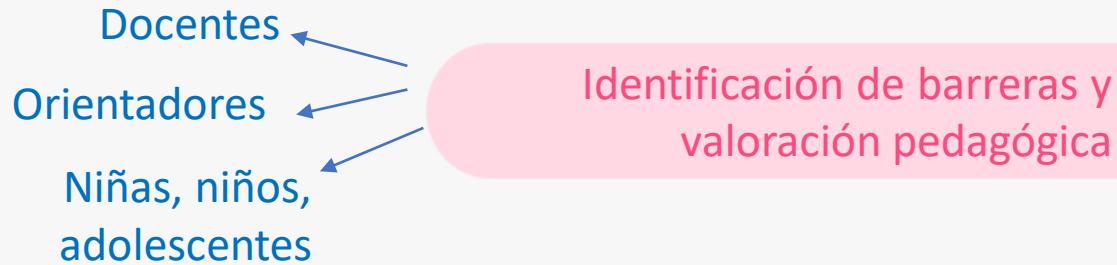 Docentes
Orientadores
Niñas, niños,
adolescentes
Identificación de barreras y
valoración pedagógica